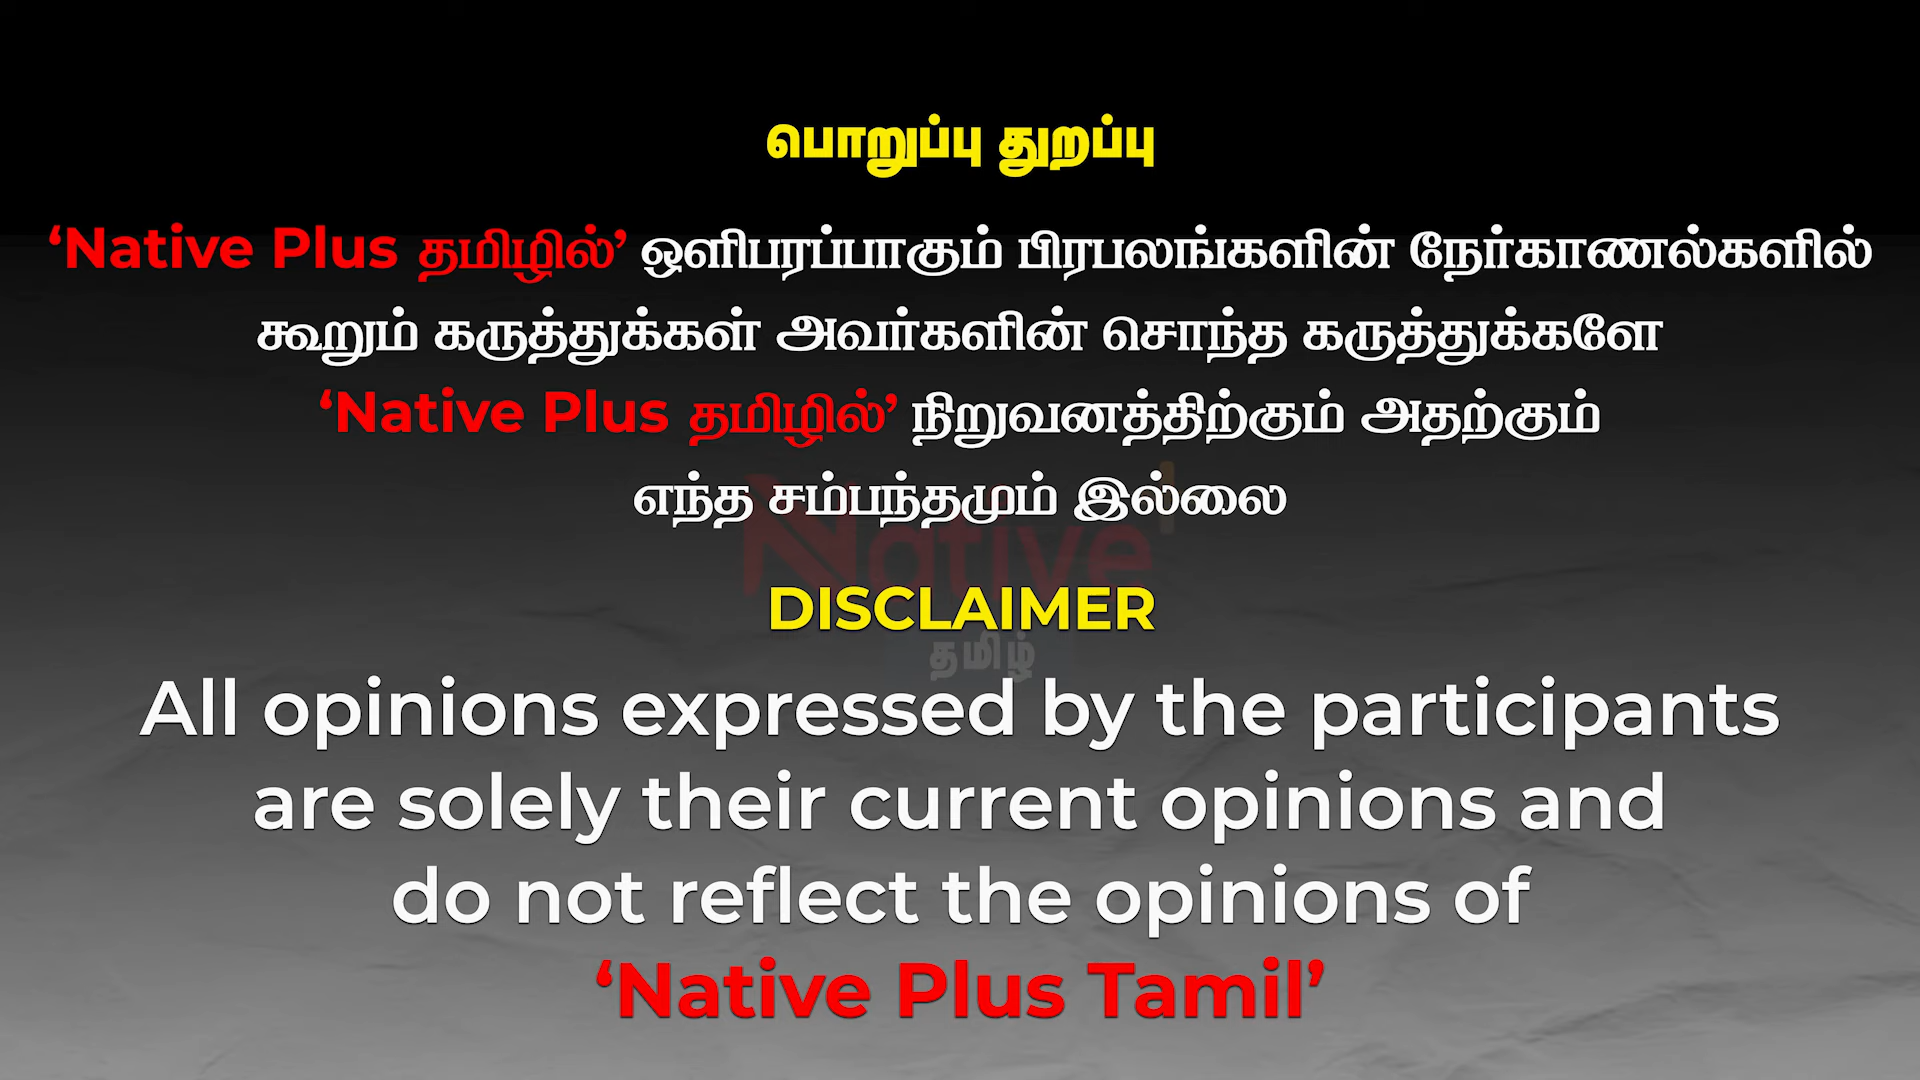 பொறுப்பு துறப்பு
‘Native Plus தமிழில்’ ஒளிபரப்பாகும் பிரபலங்களின் நேர்காணல்களில்
கூறும் கருத்துக்கள் அவர்களின் சொந்த கருத்துக்களே
‘Native Plus தமிழில்’ நிறுவனத்திற்கும் அதற்கும்
எந்த சம்பந்தமும் இல்லை
Native
DISCLAIMER
தமிழ்
All opinions expressed by the participants
are solely their current opinions and
do not reflect the opinions of
‘Native Plus Tamil’